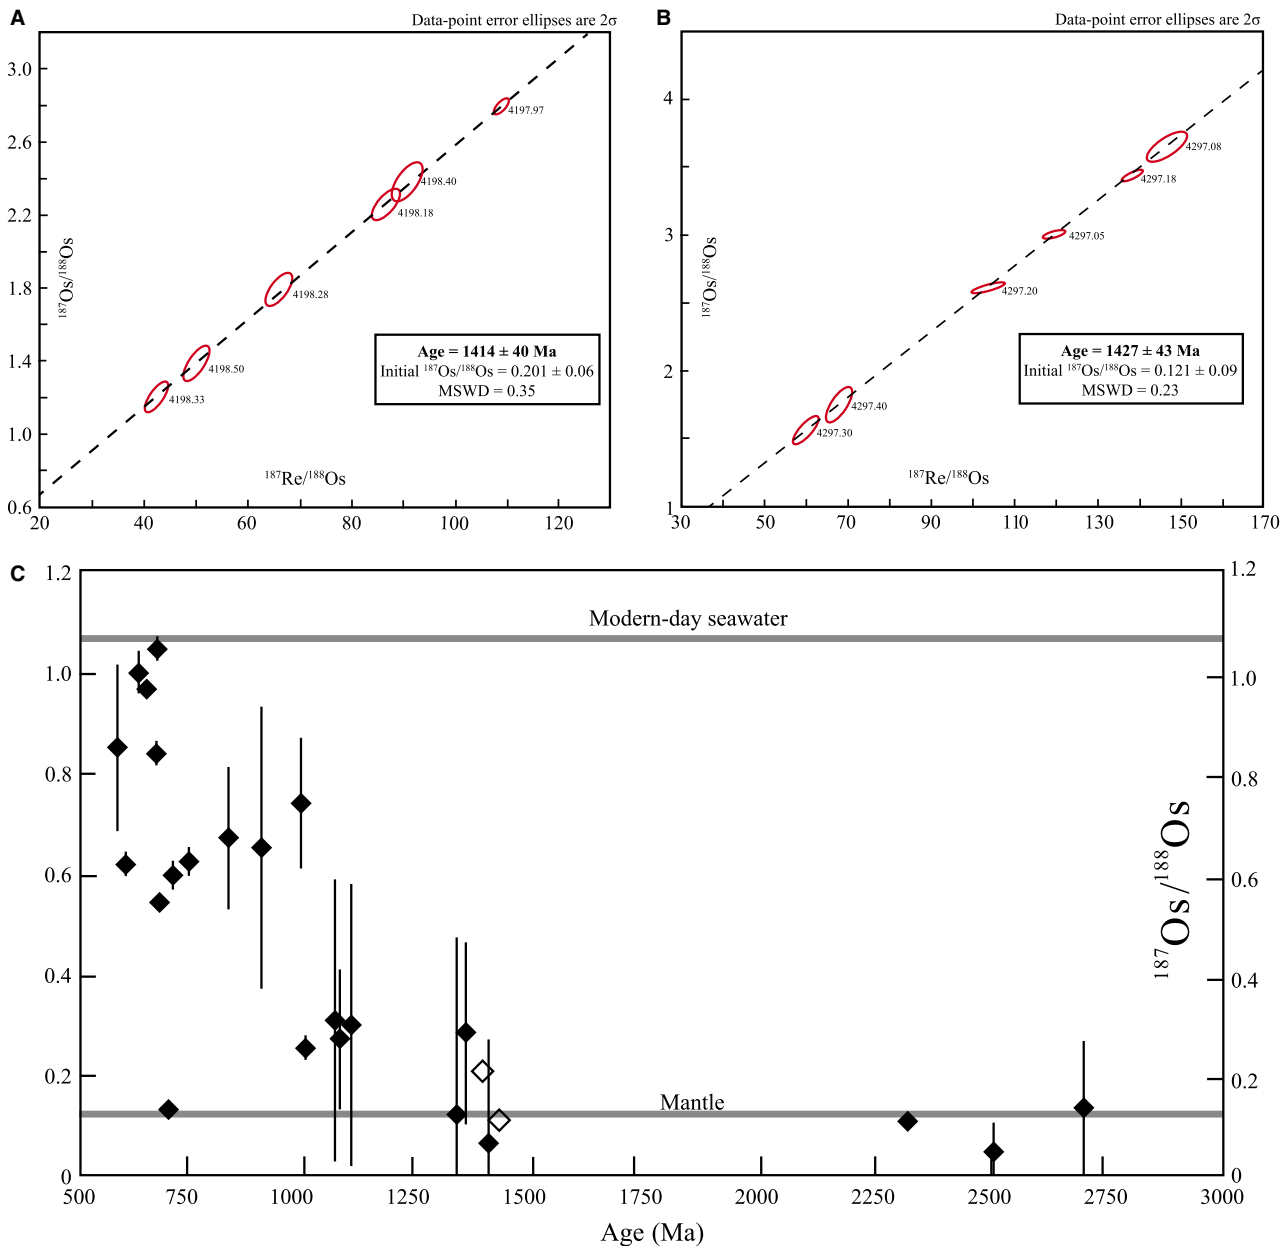 A
Data-point error ellipses are 2σ
3.0
2.6
2.2
1.8
1.4
1.0
0.6
¹⁸⁷Os/¹⁸⁸Os
4197.97
4198.40
4198.18
4198.28
4198.50
4198.33
Age = 1414 ± 40 Ma
Initial ¹⁸⁷Os/¹⁸⁸Os = 0.201 ± 0.06
MSWD = 0.35
¹⁸⁷Re/¹⁸⁸Os
20 40 60 80 100 120
B
Data-point error ellipses are 2σ
4
3
2
1
¹⁸⁷Os/¹⁸⁸Os
4297.08
4297.18
4297.05
4297.20
4297.40
4297.30
Age = 1427 ± 43 Ma
Initial ¹⁸⁷Os/¹⁸⁸Os = 0.121 ± 0.09
MSWD = 0.23
¹⁸⁷Re/¹⁸⁸Os
30 50 70 90 110 130 150 170
C
1.2
1.0
0.8
0.6
0.4
0.2
0
Modern-day seawater
Mantle
1.2
1.0
0.8
0.6
0.4
0.2
0
¹⁸⁷Os/¹⁸⁸Os
500 750 1000 1250 1500 1750 2000 2250 2500 2750 3000
Age (Ma)